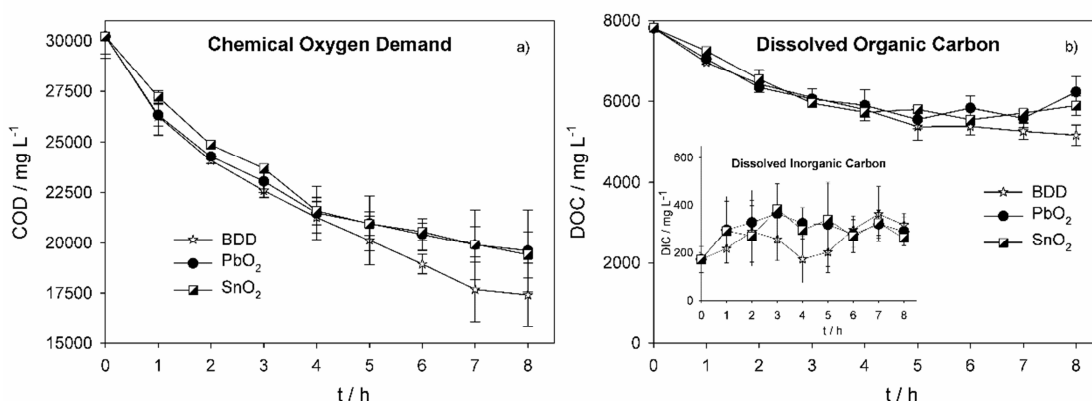 Chemical Oxygen Demand
a)
30000
27500
25000
22500
20000
17500
15000
COD / mg L⁻¹
BDD
PbO₂
SnO₂
0 1 2 3 4 5 6 7 8
t / h
Dissolved Organic Carbon
b)
8000
6000
4000
2000
0
DOC / mg L⁻¹
BDD
PbO₂
SnO₂
Dissolved Inorganic Carbon
600
400
200
0
DIC / mg L⁻¹
0 1 2 3 4 5 6 7 8
t / h
0 1 2 3 4 5 6 7 8
t / h